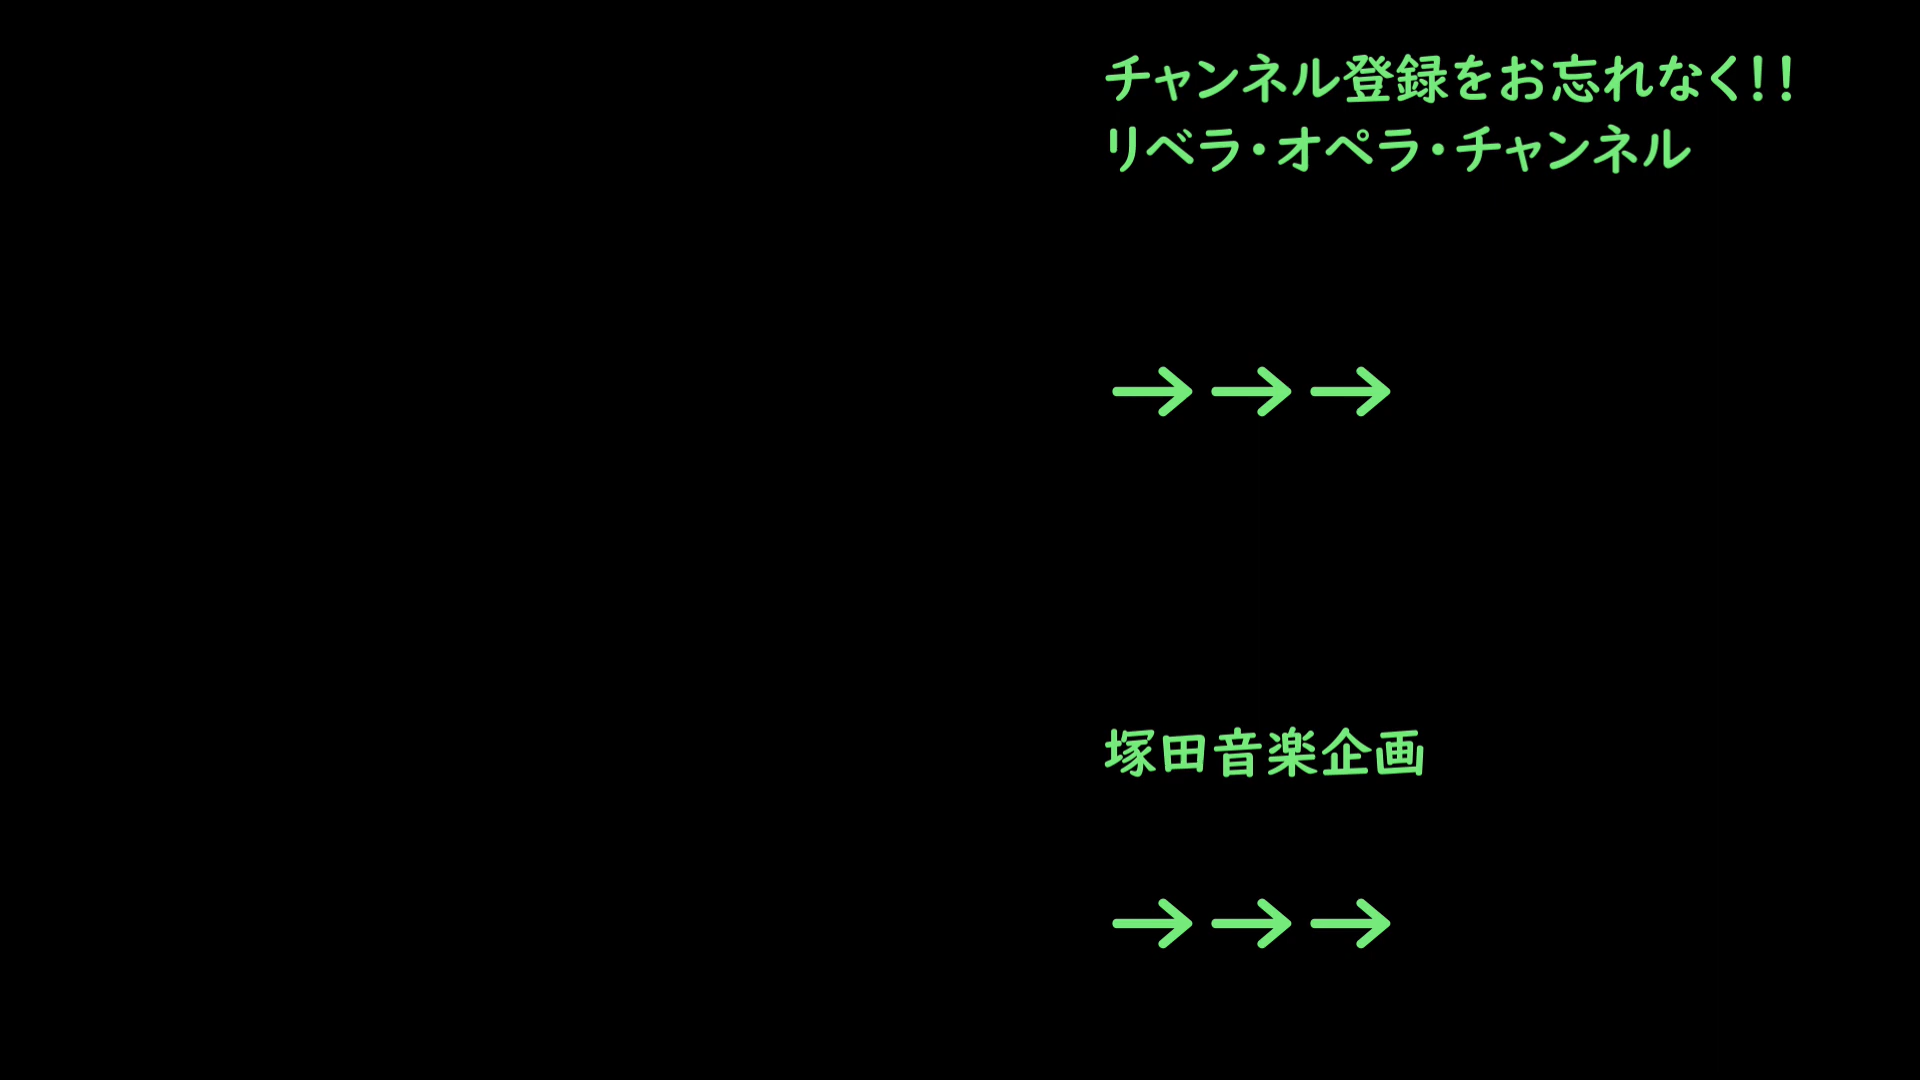 チャンネル登録をお忘れなく!!
リベラ・オペラ・チャンネル
→→→
塚田音楽企画
→→→